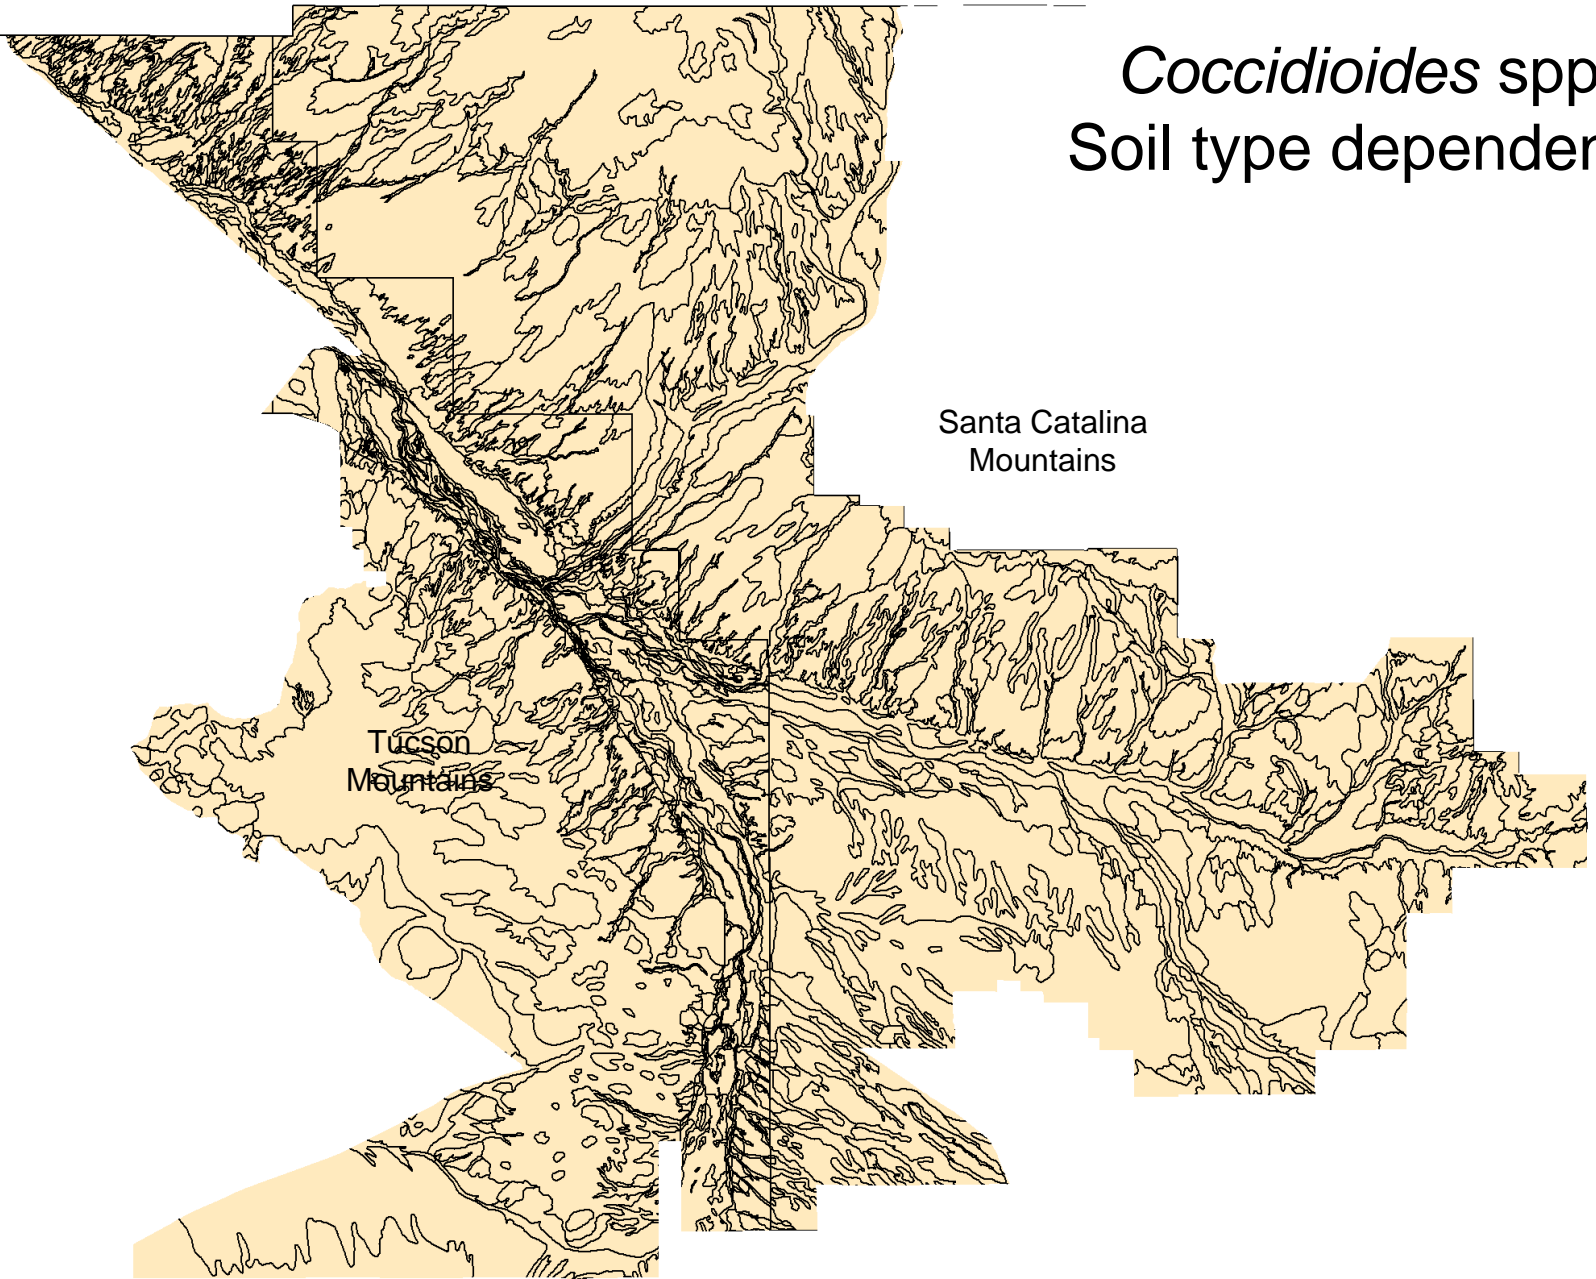 Coccidioides spp
Soil type depender
Santa Catalina
Mountains
Tucson
Mountains